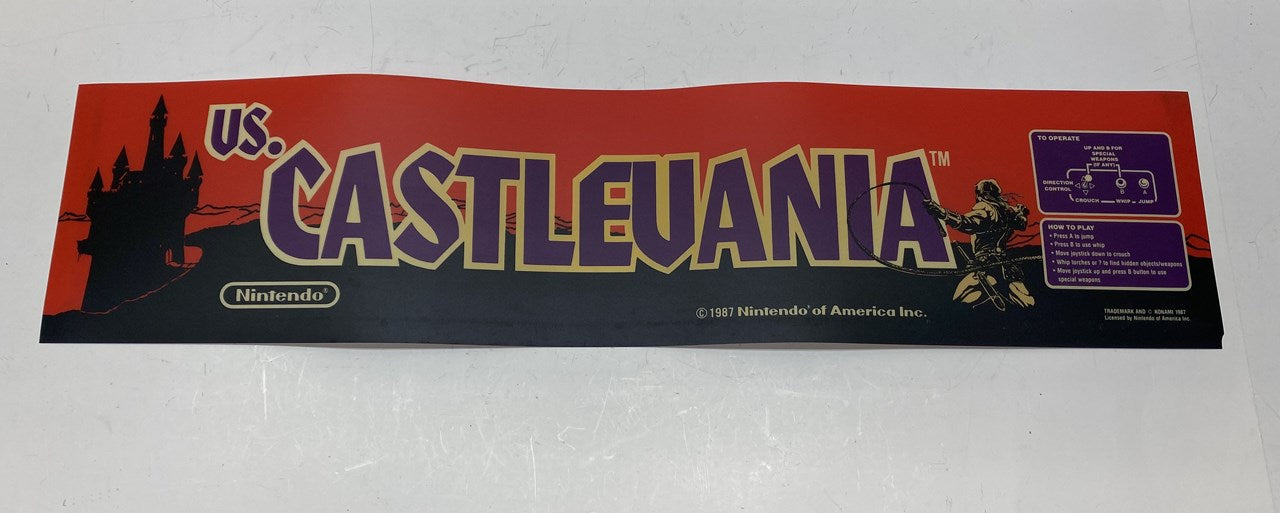 VS.
CASTLEVANIA™
Nintendo®
© 1987 Nintendo® of America Inc.
TO OPERATE
UP AND B FOR
SPECIAL
WEAPONS
(IF ANY)
DIRECTION
CONTROL
B
A
CROUCH
WHIP
JUMP
HOW TO PLAY
• Press A to jump
• Press B to use whip
• Move joystick down to crouch
• Whip torches or ? to find hidden objects/weapons
• Move joystick up and press B button to use
special weapons
TRADEMARK AND © KONAMI 1987
Licensed by Nintendo of America Inc.